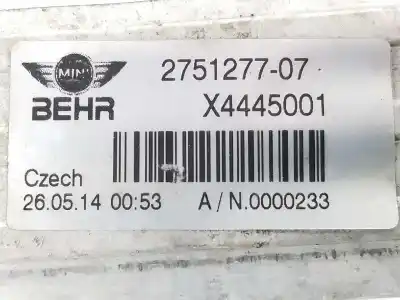 MINI
2751277-07
BEHR
X4445001
Czech
26.05.14 00:53
A/N.0000233